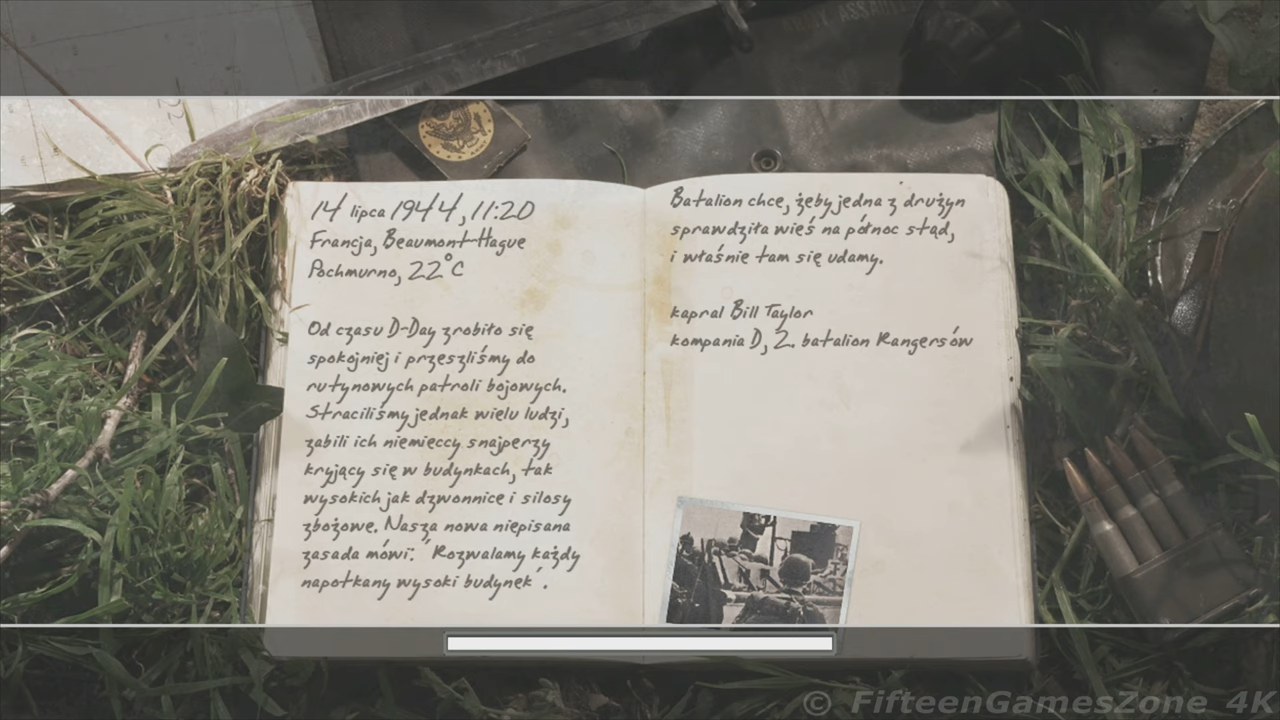 14 lipca 1944, 11:20
Francja, Beaumont-Hague
Pochmurno, 22°C
Od czasu D-Day zrobiło się
spokojniej i przeszliśmy do
rutynowych patroli bojowych.
Straciliśmy jednak wielu ludzi,
zabili ich niemieccy snajperzy
kryjący się w budynkach, tak
wysokich jak dzwonnice i silosy
zbożowe. Nasza nowa niepisana
zasada mówi: "Rozwalamy każdy
napotkany wysoki budynek".
Batalion chce, żeby jedna z drużyn
sprawdziła wieś na północ stąd,
i właśnie tam się udamy.
kapral Bill Taylor
kompania D, 2. batalion Rangersów
© FifteenGamesZone 4K